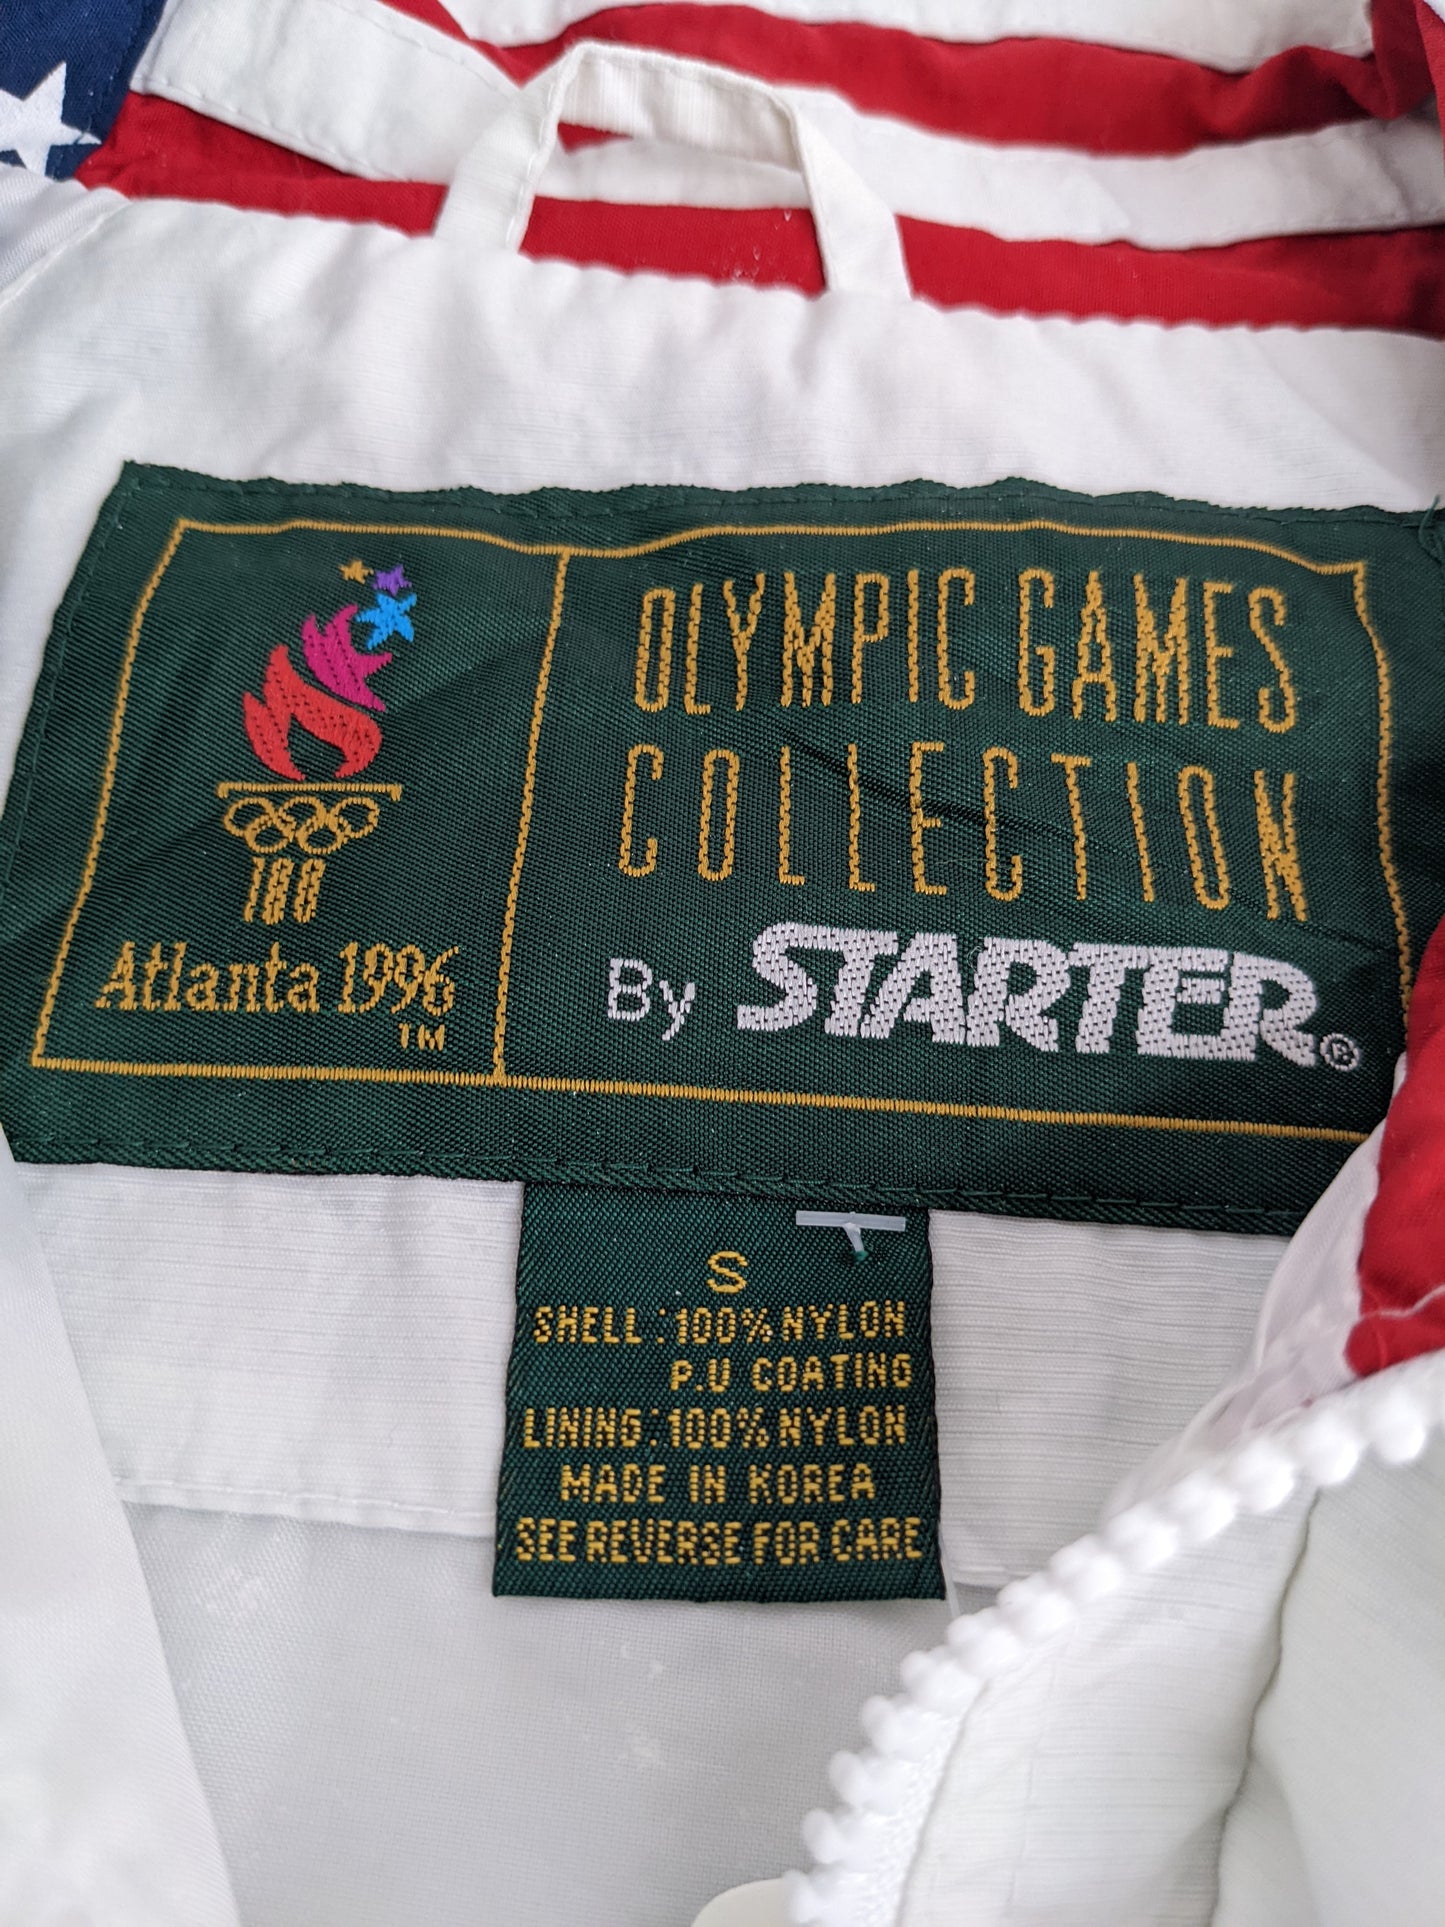 100
Atlanta 1996
TM
OLYMPIC GAMES
COLLECTION
By STARTER®
S
SHELL:100% NYLON
P.U COATING
LINING:100% NYLON
MADE IN KOREA
SEE REVERSE FOR CARE